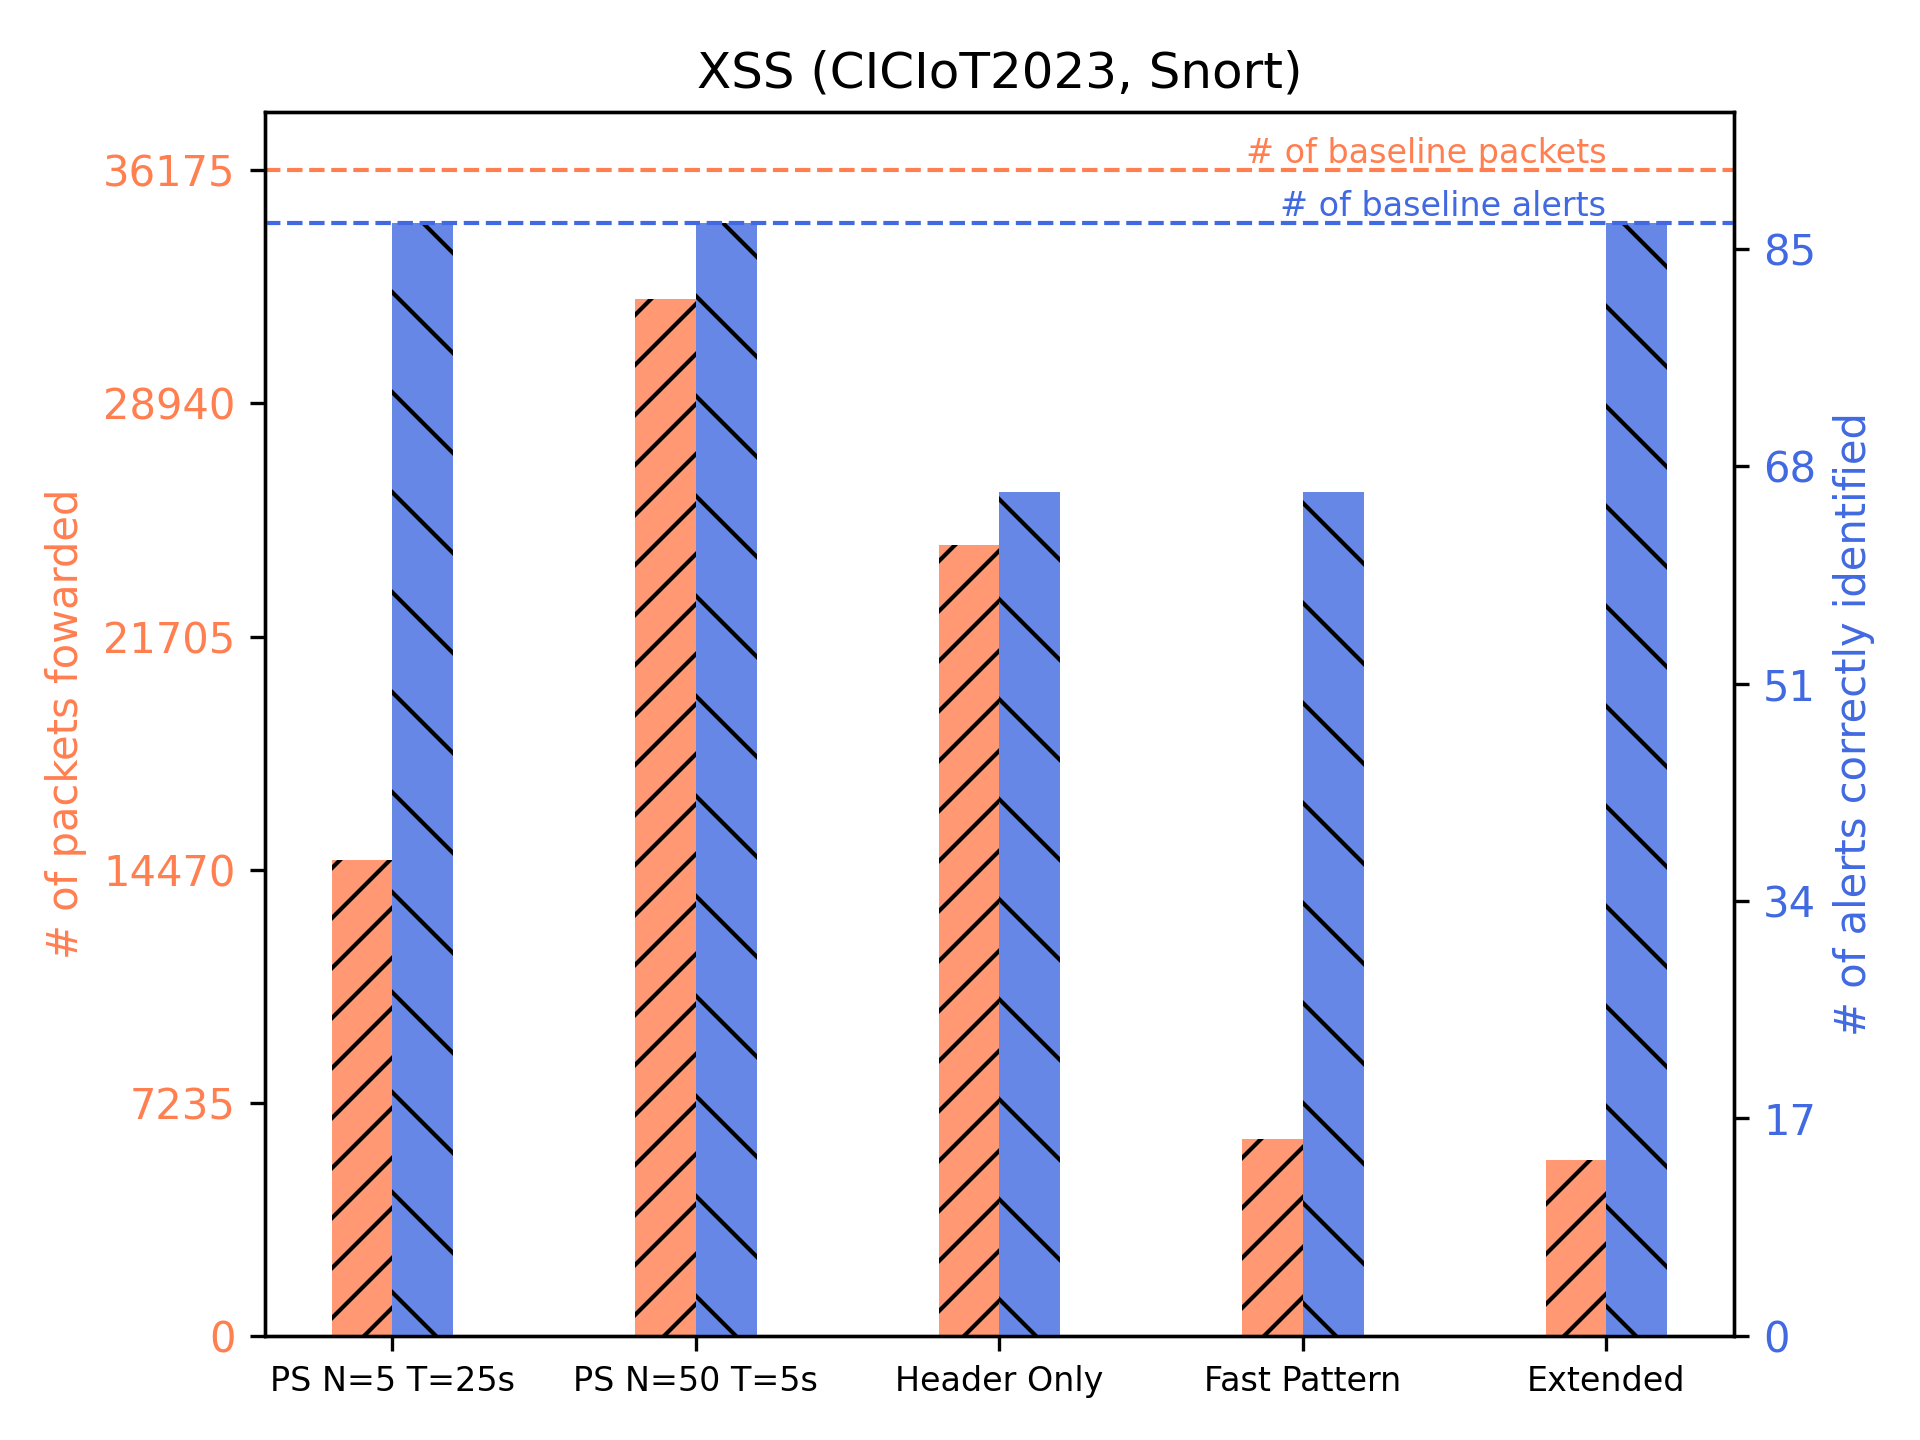 XSS (CICIoT2023, Snort)
# of packets fowarded
36175
28940
21705
14470
7235
0
# of baseline packets
# of baseline alerts
85
68
51
34
17
0
# of alerts correctly identified
PS N=5 T=25s
PS N=50 T=5s
Header Only
Fast Pattern
Extended